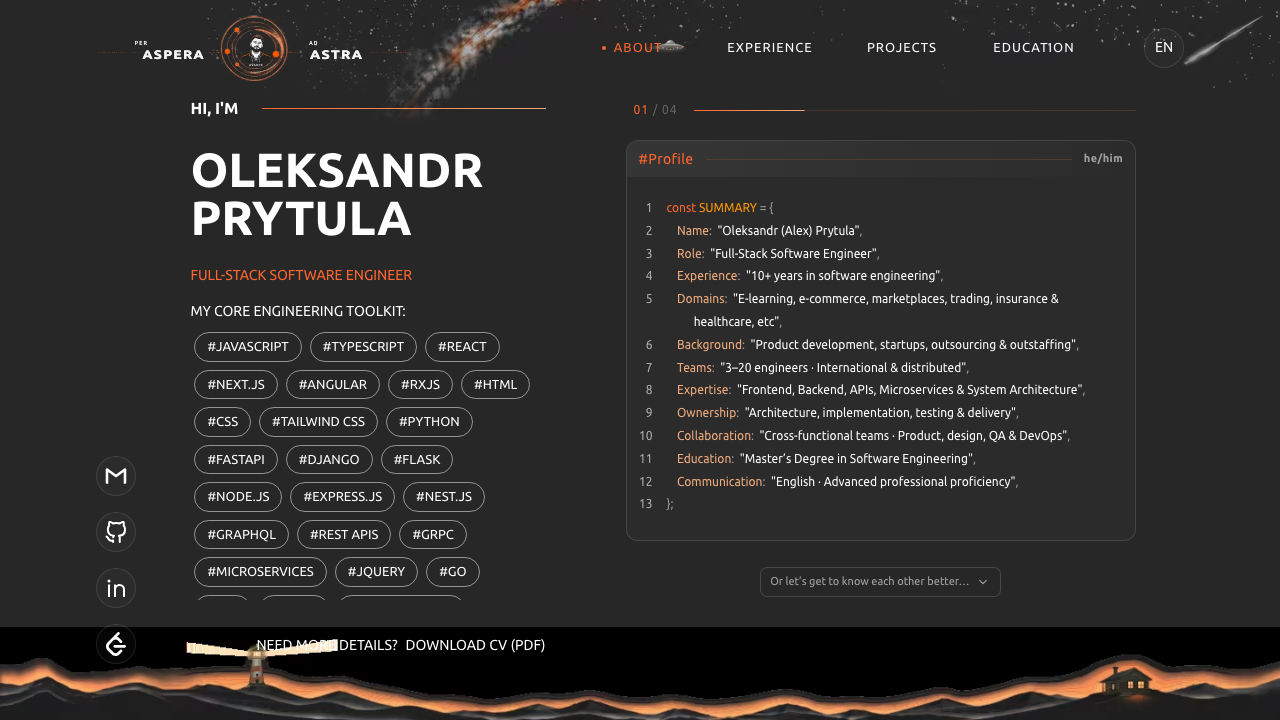 PER
ASPERA
AD
ASTRA
ABOUT
EXPERIENCE
PROJECTS
EDUCATION
EN
HI, I'M
OLEKSANDR
PRYTULA
FULL-STACK SOFTWARE ENGINEER
MY CORE ENGINEERING TOOLKIT:
#JAVASCRIPT #TYPESCRIPT #REACT
#NEXT.JS #ANGULAR #RXJS #HTML
#CSS #TAILWIND CSS #PYTHON
#FASTAPI #DJANGO #FLASK
#NODE.JS #EXPRESS.JS #NEST.JS
#GRAPHQL #REST APIS #GRPC
#MICROSERVICES #JQUERY #GO
NEED MORE DETAILS? DOWNLOAD CV (PDF)
01 / 04
#Profile
he/him
1 const SUMMARY = {
2 Name: "Oleksandr (Alex) Prytula",
3 Role: "Full-Stack Software Engineer",
4 Experience: "10+ years in software engineering",
5 Domains: "E-learning, e-commerce, marketplaces, trading, insurance &
healthcare, etc",
6 Background: "Product development, startups, outsourcing & outstaffing",
7 Teams: "3–20 engineers · International & distributed",
8 Expertise: "Frontend, Backend, APIs, Microservices & System Architecture",
9 Ownership: "Architecture, implementation, testing & delivery",
10 Collaboration: "Cross-functional teams · Product, design, QA & DevOps",
11 Education: "Master’s Degree in Software Engineering",
12 Communication: "English · Advanced professional proficiency",
13 };
Or let’s get to know each other better…